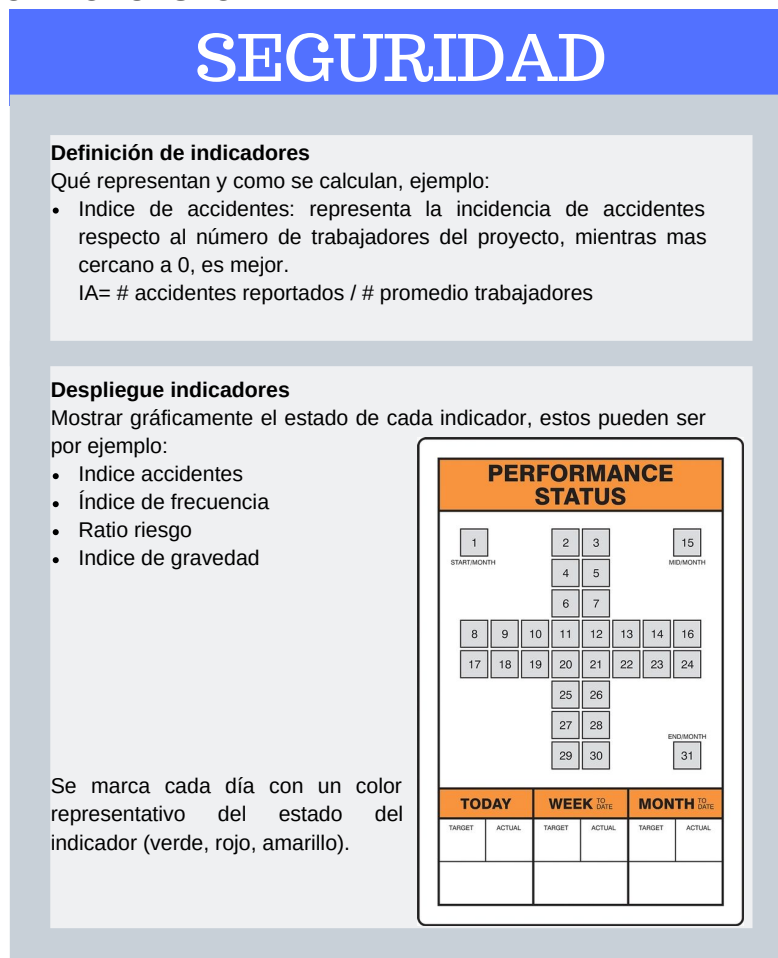 SEGURIDAD
Definición de indicadores
Qué representan y como se calculan, ejemplo:
• Indice de accidentes: representa la incidencia de accidentes
respecto al número de trabajadores del proyecto, mientras mas
cercano a 0, es mejor.
IA= # accidentes reportados / # promedio trabajadores
Despliegue indicadores
Mostrar gráficamente el estado de cada indicador, estos pueden ser
por ejemplo:
• Indice accidentes
• Índice de frecuencia
• Ratio riesgo
• Indice de gravedad
Se marca cada día con un color
representativo del estado del
indicador (verde, rojo, amarillo).
PERFORMANCE
STATUS
1 2 3 15
START/MONTH MID/MONTH
4 5
6 7
8 9 10 11 12 13 14 16
17 18 19 20 21 22 23 24
25 26
27 28
END/MONTH
29 30 31
TODAY WEEK TO DATE MONTH TO DATE
TARGET ACTUAL TARGET ACTUAL TARGET ACTUAL